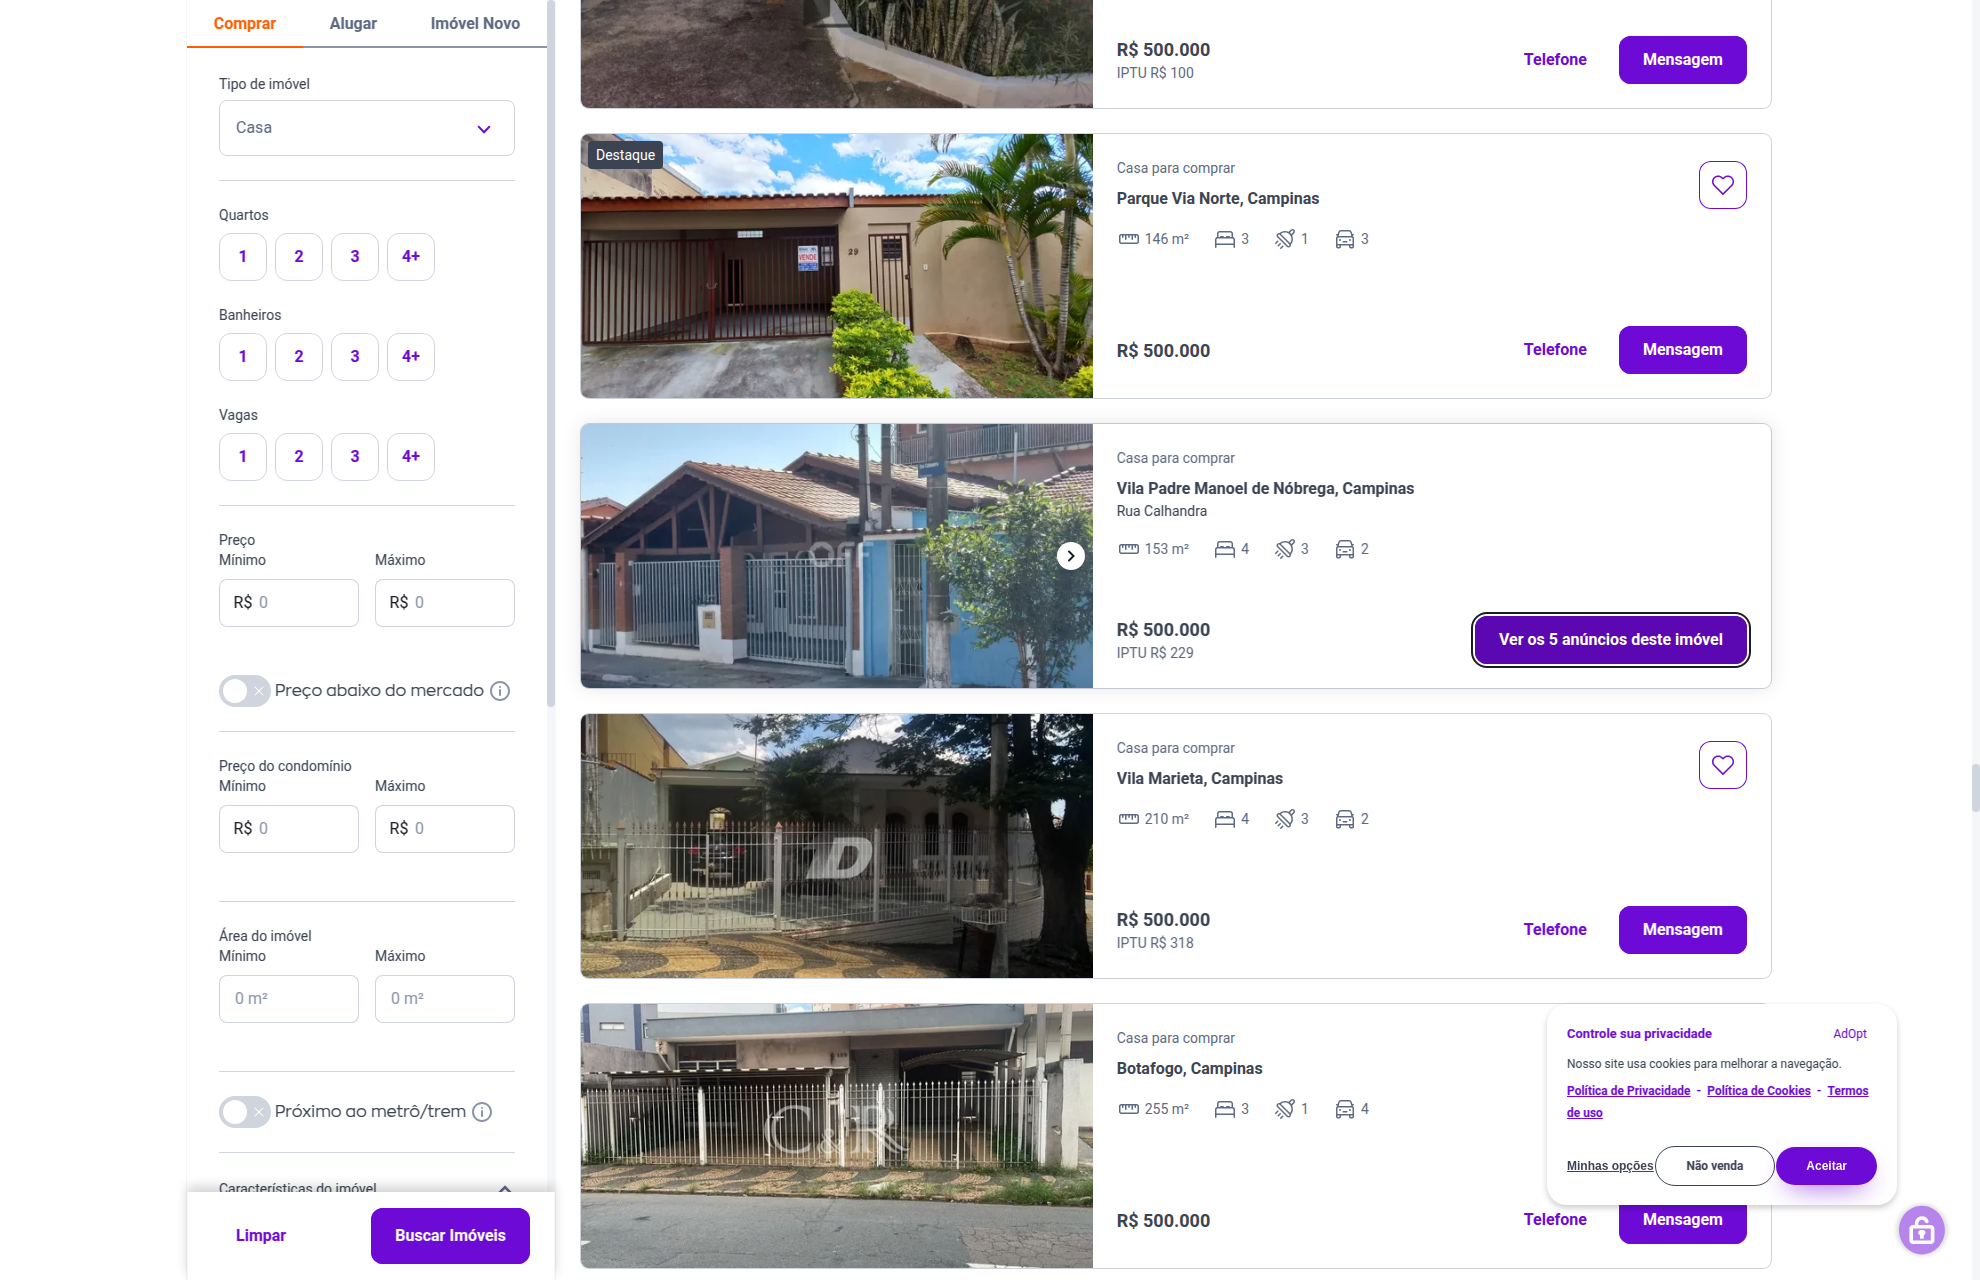 Comprar
Alugar
Imóvel Novo
Tipo de imóvel
Casa
Quartos
1
2
3
4+
Banheiros
1
2
3
4+
Vagas
1
2
3
4+
Preço
Mínimo
Máximo
R$ 0
R$ 0
Preço abaixo do mercado
Preço do condomínio
Mínimo
Máximo
R$ 0
R$ 0
Área do imóvel
Mínimo
Máximo
0 m²
0 m²
Próximo ao metrô/trem
Características do imóvel
Limpar
Buscar Imóveis
R$ 500.000
IPTU R$ 100
Telefone
Mensagem
Destaque
VENDE
29
Casa para comprar
Parque Via Norte, Campinas
146 m²
3
1
3
R$ 500.000
Telefone
Mensagem
OFF
Casa para comprar
Vila Padre Manoel de Nóbrega, Campinas
Rua Calhandra
153 m²
4
3
2
R$ 500.000
IPTU R$ 229
Ver os 5 anúncios deste imóvel
D
Casa para comprar
Vila Marieta, Campinas
210 m²
4
3
2
R$ 500.000
IPTU R$ 318
Telefone
Mensagem
C&R
Casa para comprar
Botafogo, Campinas
255 m²
3
1
4
R$ 500.000
Telefone
Mensagem
Controle sua privacidade
AdOpt
Nosso site usa cookies para melhorar a navegação.
Política de Privacidade - Política de Cookies - Termos
de uso
Minhas opções
Não venda
Aceitar